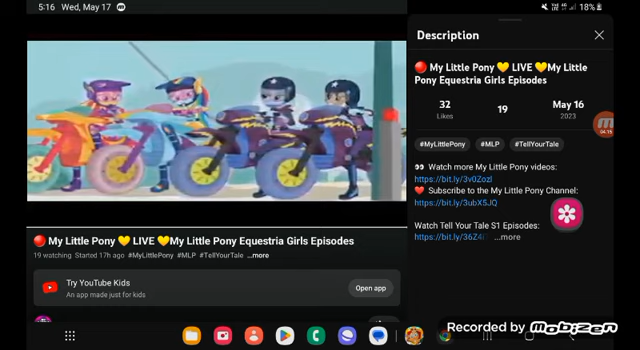 5:16 Wed, May 17
18%
Description
🔴 My Little Pony 💛 LIVE 💛My Little
Pony Equestria Girls Episodes
32
19
May 16
Likes
2023
04:15
#MyLittlePony #MLP #TellYourTale
👀 Watch more My Little Pony videos:
https://bit.ly/3v0Zozl
❤️ Subscribe to the My Little Pony Channel:
https://bit.ly/3ubX5JQ
Watch Tell Your Tale S1 Episodes:
...more
🔴 My Little Pony 💛 LIVE 💛My Little Pony Equestria Girls Episodes
19 watching Started 17h ago #MyLittlePony #MLP #TellYourTale ...more
Try YouTube Kids
An app made just for kids
Open app
Recorded by Mobizen